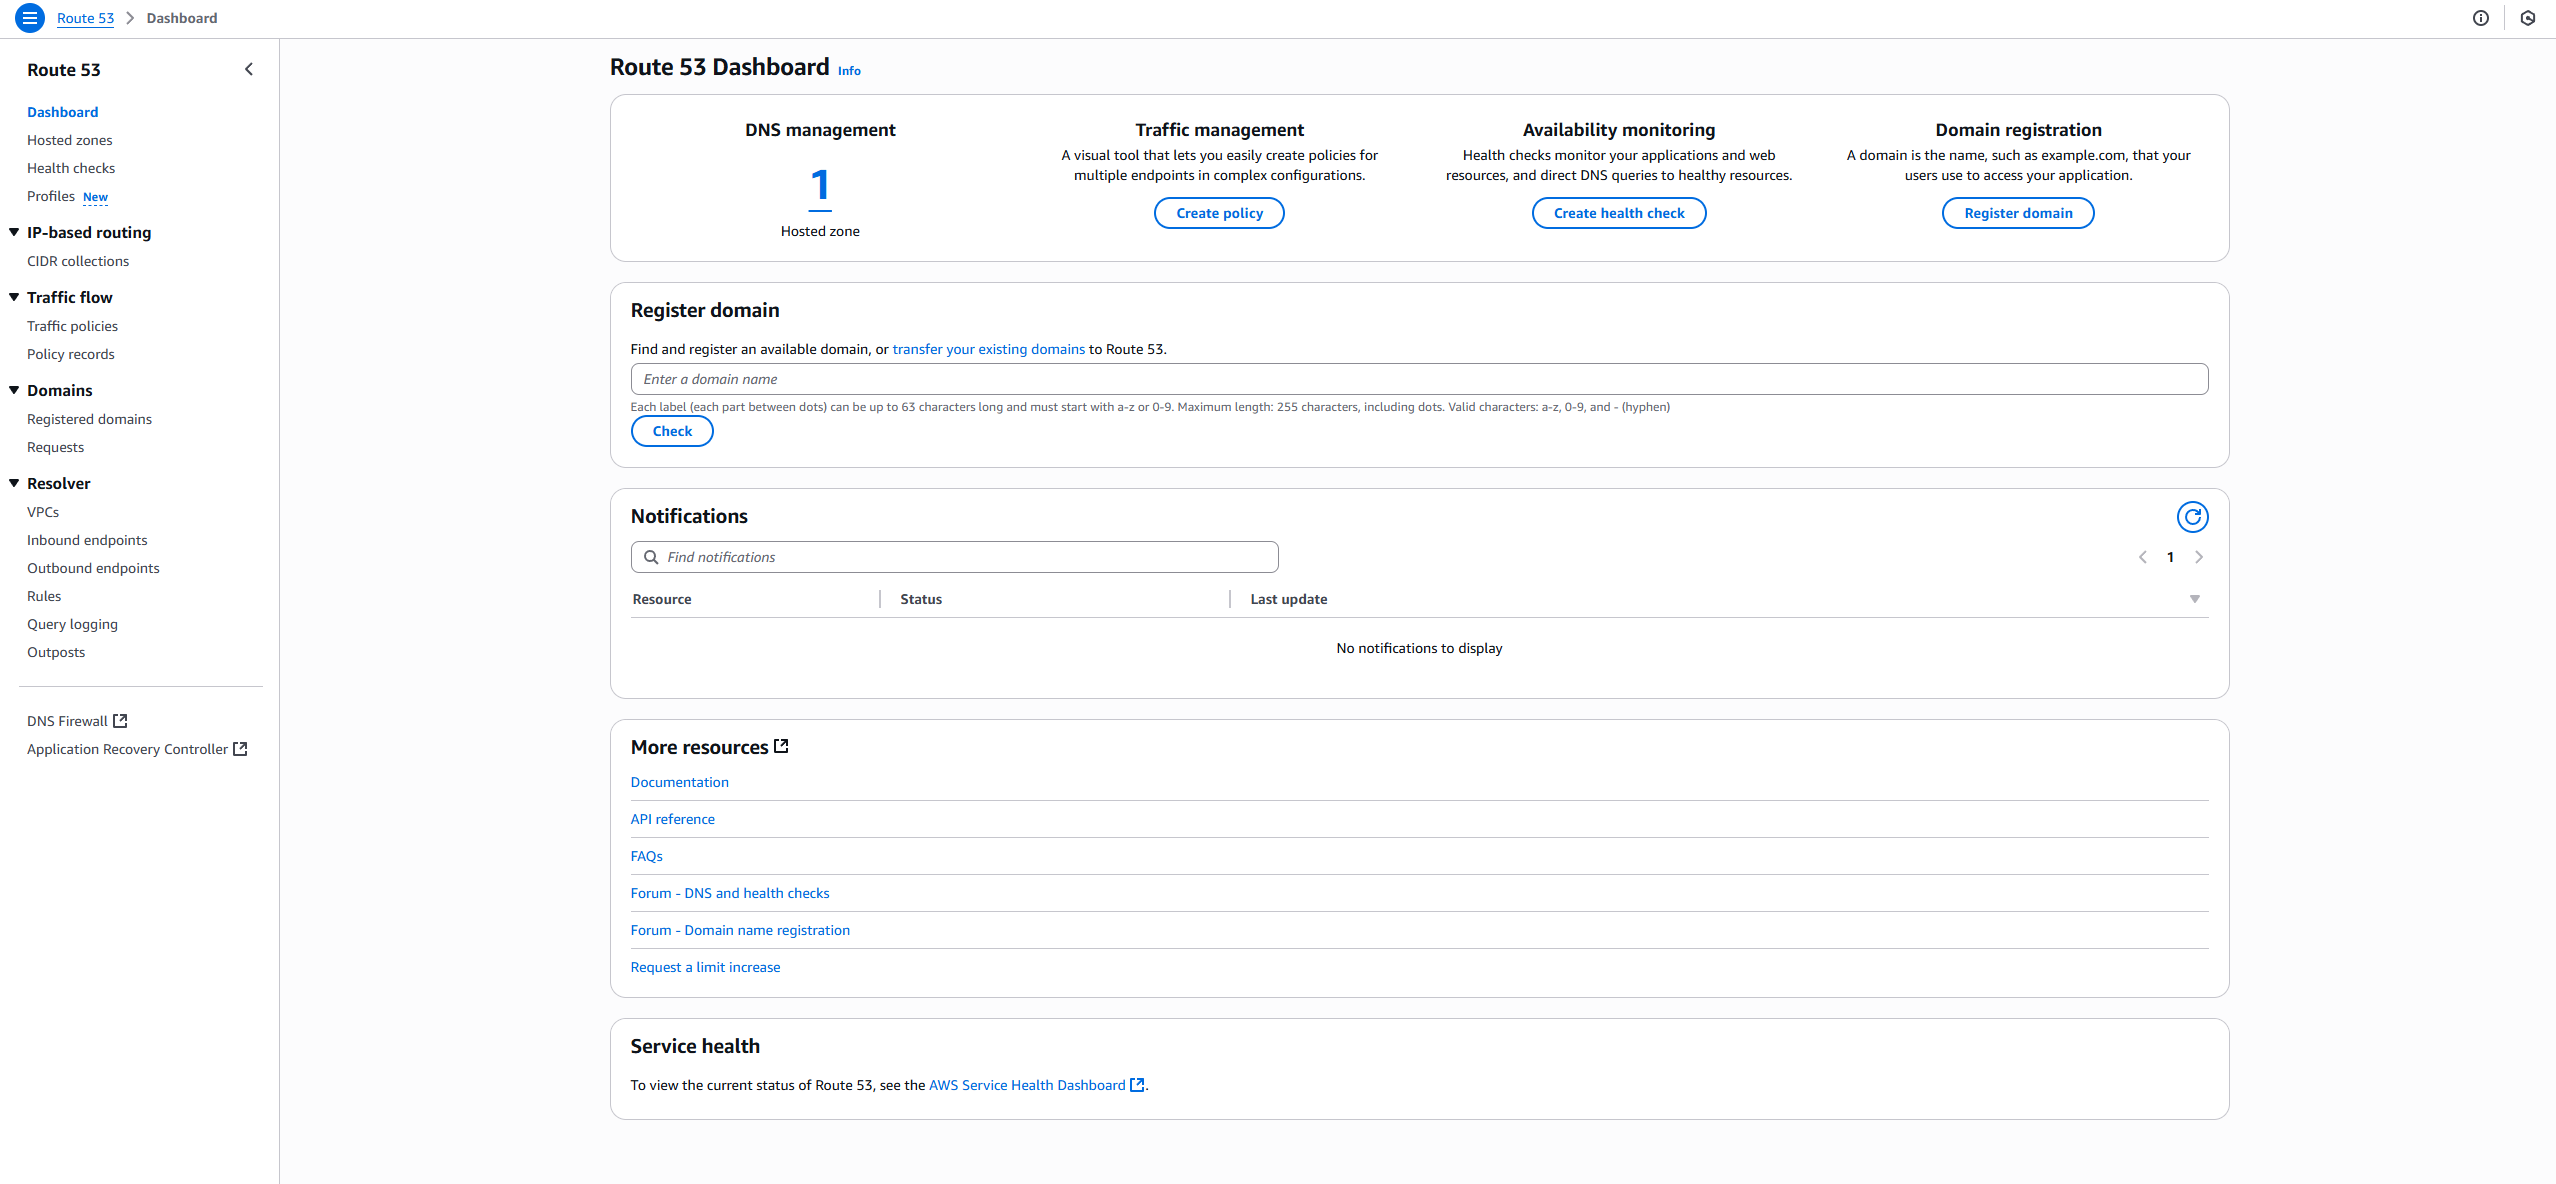 Route 53 > Dashboard
Route 53
Dashboard
Hosted zones
Health checks
Profiles New
IP-based routing
CIDR collections
Traffic flow
Traffic policies
Policy records
Domains
Registered domains
Requests
Resolver
VPCs
Inbound endpoints
Outbound endpoints
Rules
Query logging
Outposts
DNS Firewall
Application Recovery Controller
Route 53 Dashboard Info
DNS management
1
Hosted zone
Traffic management
A visual tool that lets you easily create policies for
multiple endpoints in complex configurations.
Create policy
Availability monitoring
Health checks monitor your applications and web
resources, and direct DNS queries to healthy resources.
Create health check
Domain registration
A domain is the name, such as example.com, that your
users use to access your application.
Register domain
Register domain
Find and register an available domain, or transfer your existing domains to Route 53.
Enter a domain name
Each label (each part between dots) can be up to 63 characters long and must start with a-z or 0-9. Maximum length: 255 characters, including dots. Valid characters: a-z, 0-9, and - (hyphen)
Check
Notifications
Find notifications
1
Resource Status Last update
No notifications to display
More resources
Documentation
API reference
FAQs
Forum - DNS and health checks
Forum - Domain name registration
Request a limit increase
Service health
To view the current status of Route 53, see the AWS Service Health Dashboard.